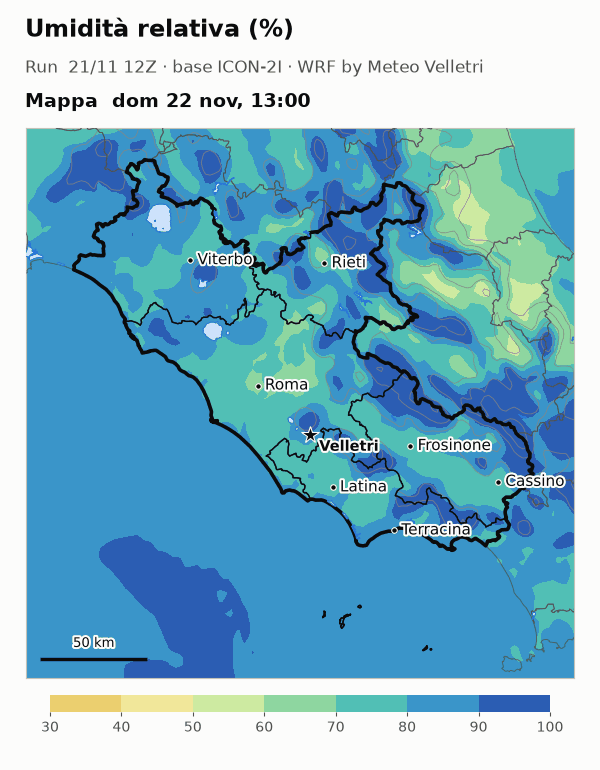 Umidità relativa (%)
Run  21/11 12Z · base ICON-2I · WRF by Meteo Velletri
Mappa  dom 22 nov, 13:00
Viterbo
Rieti
Roma
Velletri
Frosinone
Latina
Cassino
Terracina
50 km
30 40 50 60 70 80 90 100